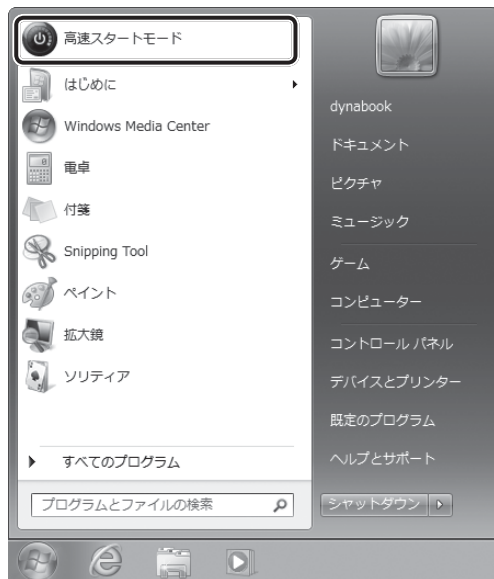 高速スタートモード
はじめに
Windows Media Center
電卓
付箋
Snipping Tool
ペイント
拡大鏡
ソリティア
すべてのプログラム
プログラムとファイルの検索
dynabook
ドキュメント
ピクチャ
ミュージック
ゲーム
コンピューター
コントロール パネル
デバイスとプリンター
既定のプログラム
ヘルプとサポート
シャットダウン